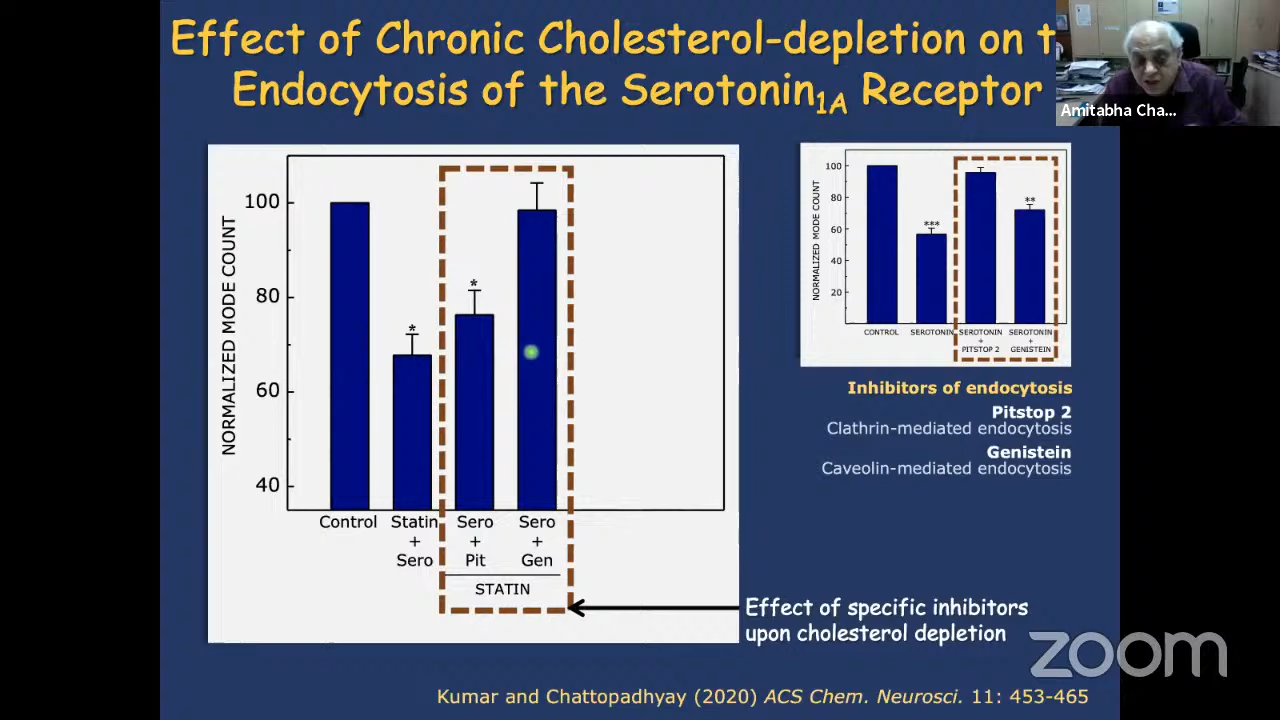 Effect of Chronic Cholesterol-depletion on t
Endocytosis of the Serotonin1A Receptor
Amitabha Cha...
NORMALIZED MODE COUNT
100
80
60
40
*
*
Control
Statin
+
Sero
Sero
+
Pit
Sero
+
Gen
STATIN
NORMALIZED MODE COUNT
100
80
60
40
20
***
**
CONTROL
SEROTONIN
SEROTONIN
+
PITSTOP 2
SEROTONIN
+
GENISTEIN
Inhibitors of endocytosis
Pitstop 2
Clathrin-mediated endocytosis
Genistein
Caveolin-mediated endocytosis
Effect of specific inhibitors
upon cholesterol depletion
zoom
Kumar and Chattopadhyay (2020) ACS Chem. Neurosci. 11: 453-465